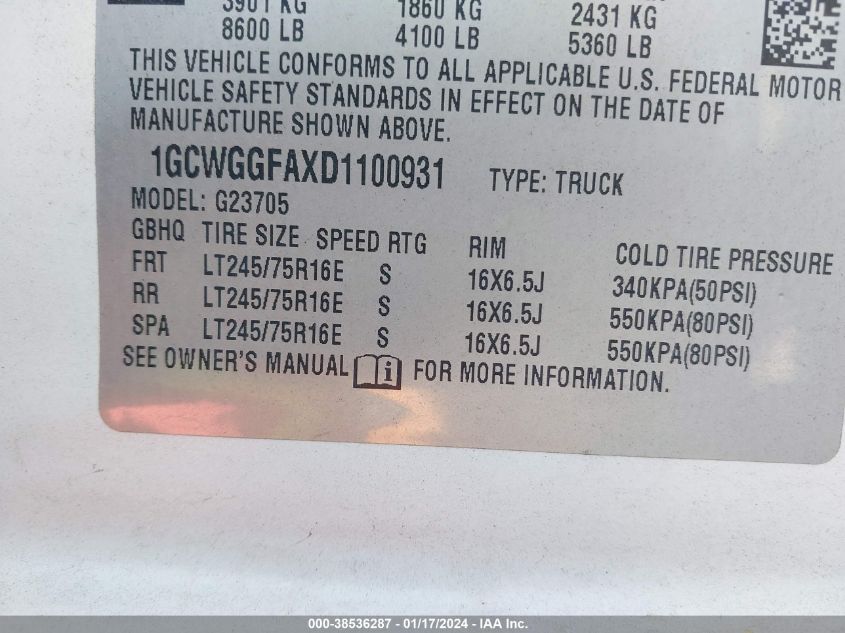 3901 KG 1860 KG 2431 KG
8600 LB 4100 LB 5360 LB
THIS VEHICLE CONFORMS TO ALL APPLICABLE U.S. FEDERAL MOTOR
VEHICLE SAFETY STANDARDS IN EFFECT ON THE DATE OF
MANUFACTURE SHOWN ABOVE.
1GCWGGFAXD1100931 TYPE: TRUCK
MODEL: G23705
GBHQ TIRE SIZE SPEED RTG RIM COLD TIRE PRESSURE
FRT LT245/75R16E S 16X6.5J 340KPA(50PSI)
RR LT245/75R16E S 16X6.5J 550KPA(80PSI)
SPA LT245/75R16E S 16X6.5J 550KPA(80PSI)
SEE OWNER'S MANUAL i FOR MORE INFORMATION.
000-38536287 - 01/17/2024 - IAA Inc.